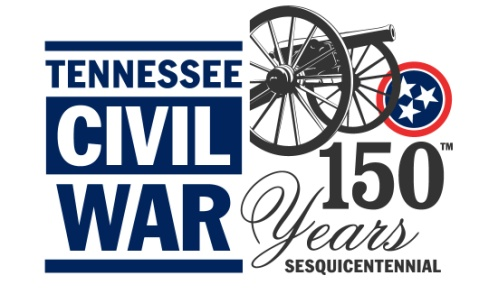 TENNESSEE
CIVIL
WAR
150™
Years
SESQUICENTENNIAL